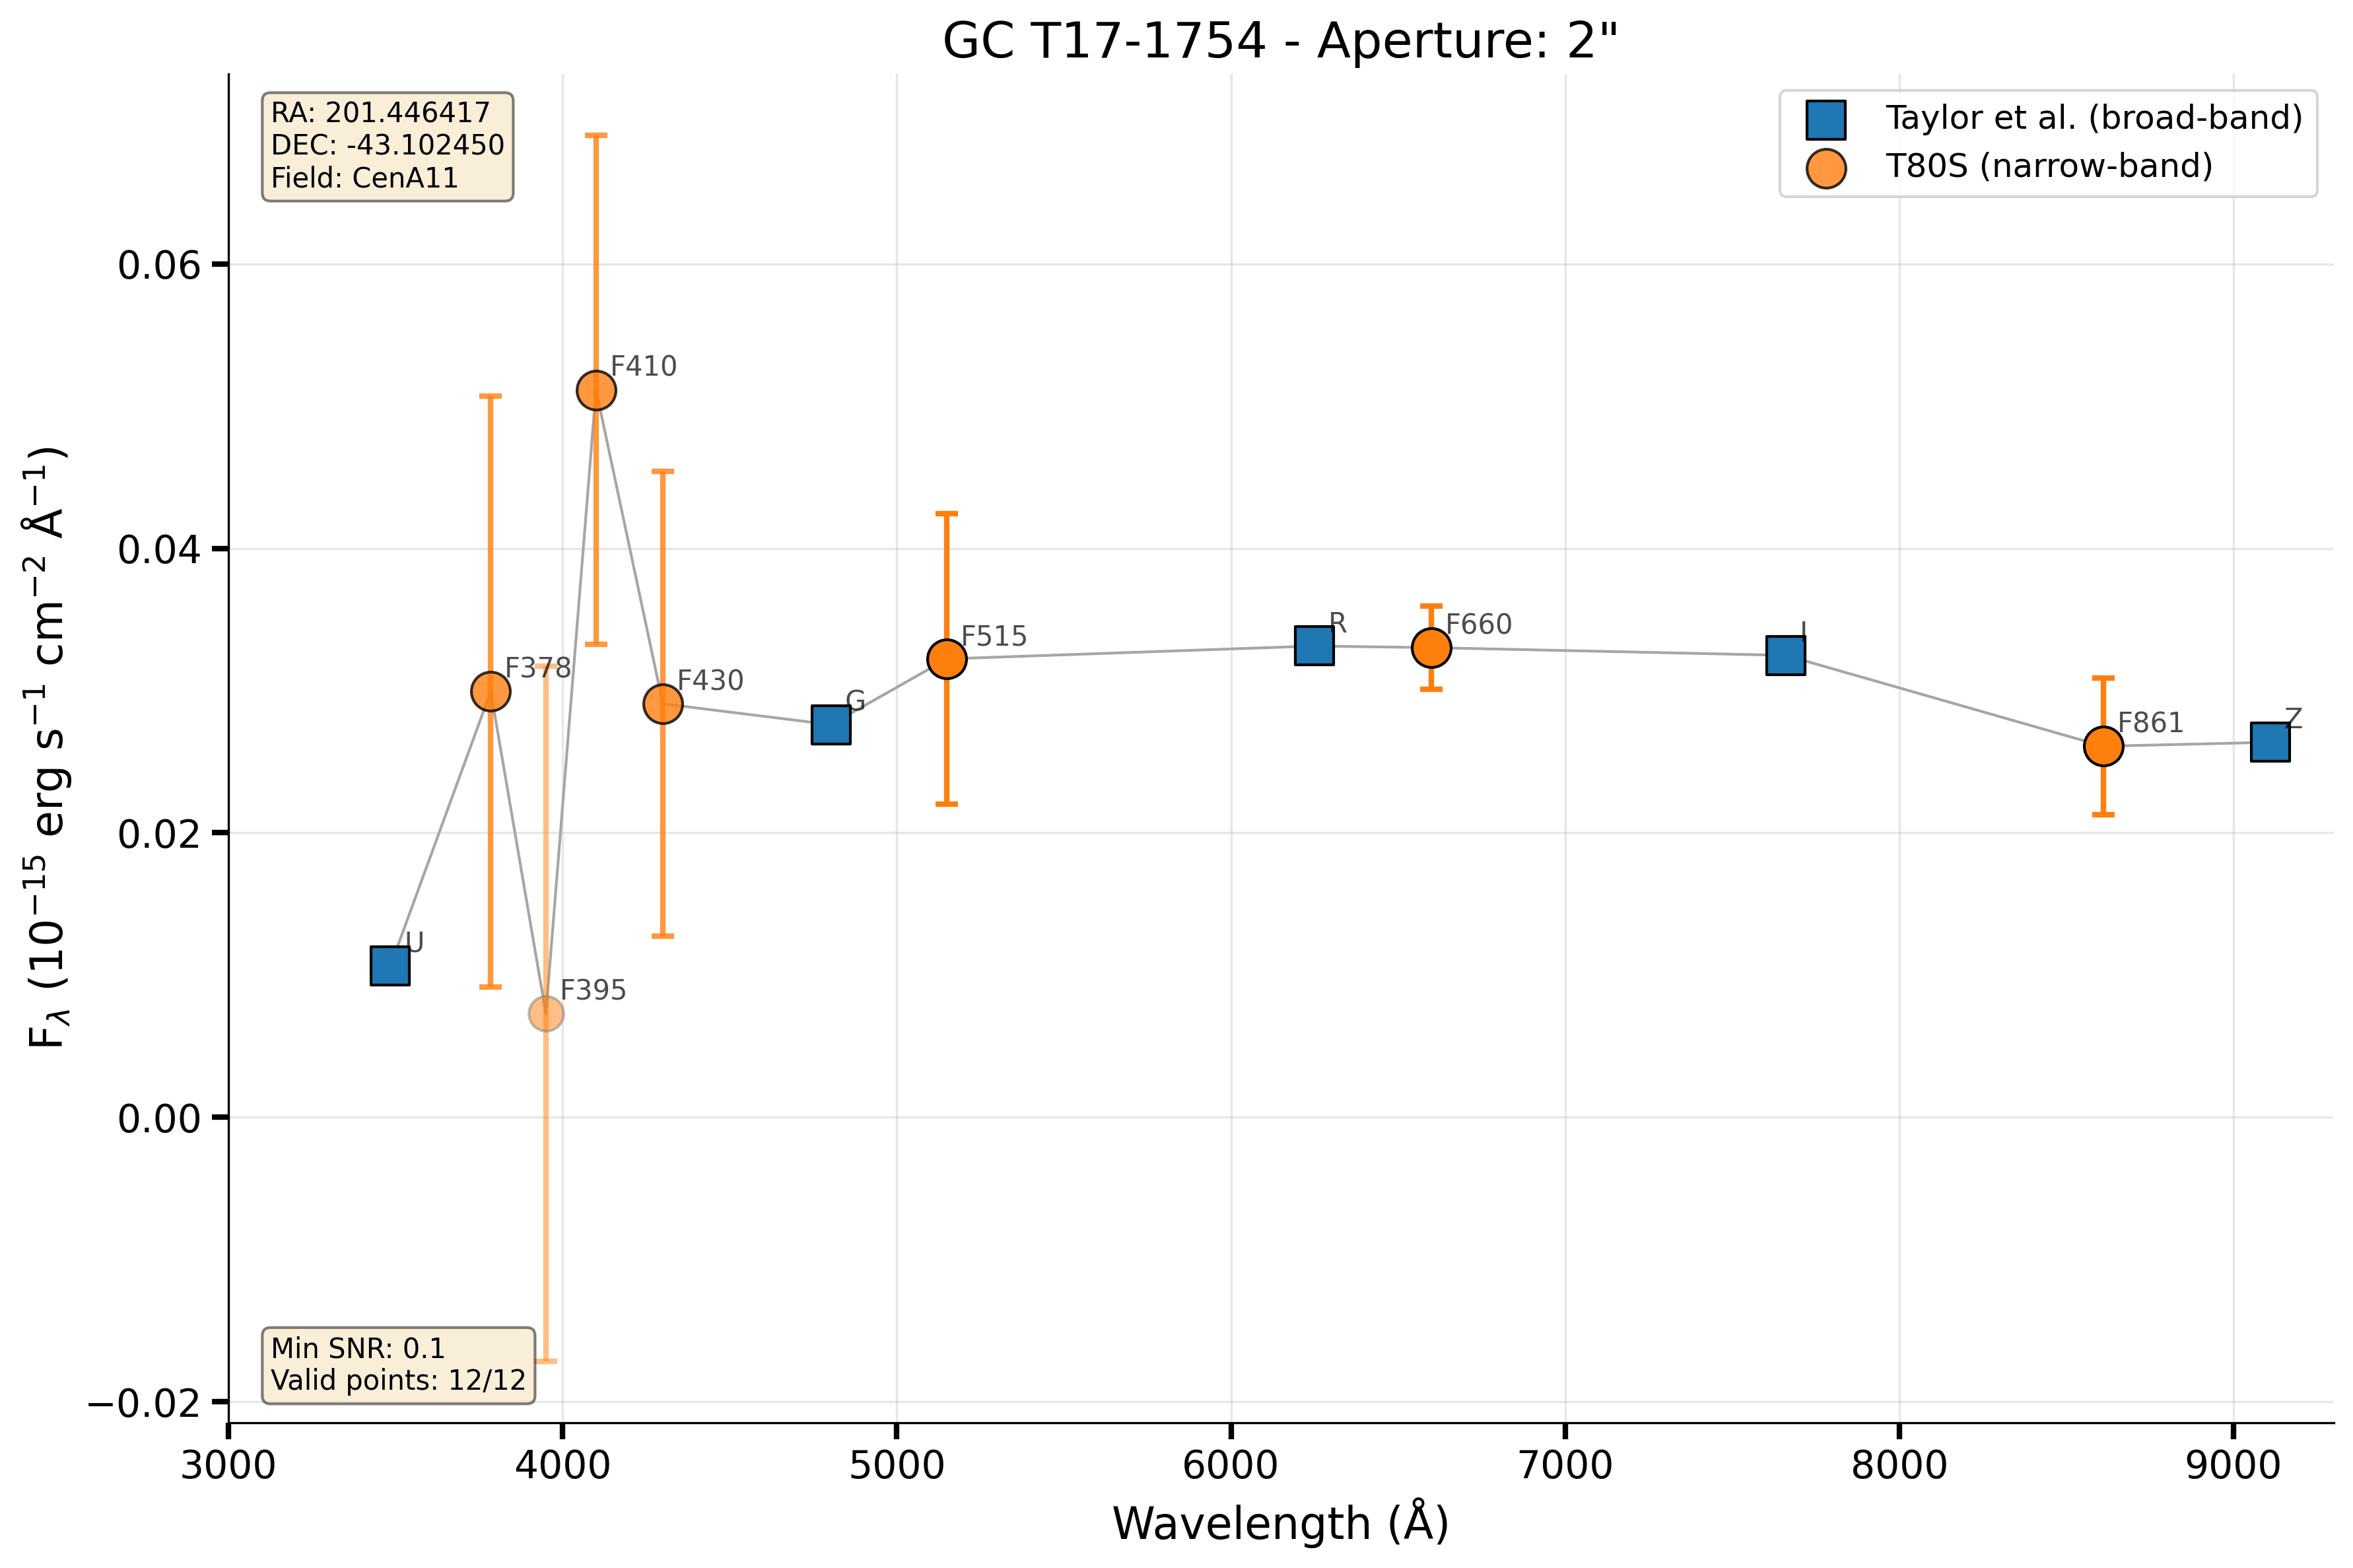 GC T17-1754 - Aperture: 2"
RA: 201.446417
DEC: -43.102450
Field: CenA11
Taylor et al. (broad-band)
T80S (narrow-band)
F410
F378
F430
F515
R
F660
I
G
F861
Z
U
F395
0.06
0.04
0.02
0.00
−0.02
F$_λ$ (10$^{−15}$ erg s$^{−1}$ cm$^{−2}$ Å$^{−1}$)
Min SNR: 0.1
Valid points: 12/12
3000 4000 5000 6000 7000 8000 9000
Wavelength (Å)